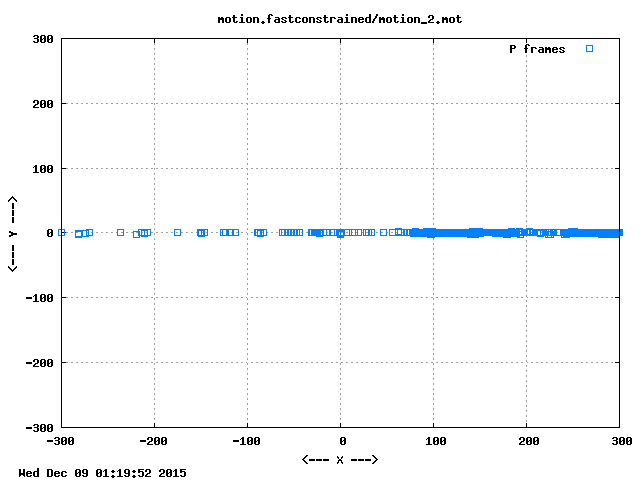 motion.fastconstrained/motion_2.mot
P frames
300
200
100
0
-100
-200
-300
<--- Y --->
-300 -200 -100 0 100 200 300
<--- X --->
Wed Dec 09 01:19:52 2015